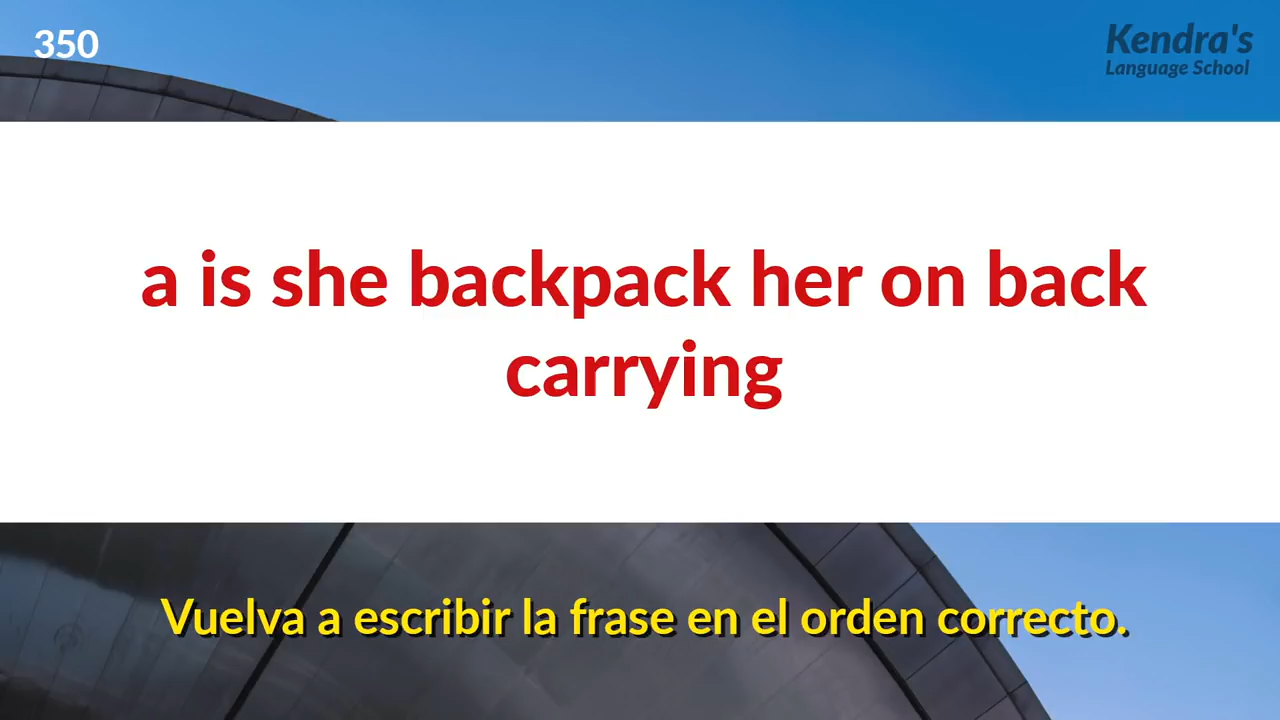 350
Kendra's
Language School
a is she backpack her on back
carrying
Vuelva a escribir la frase en el orden correcto.